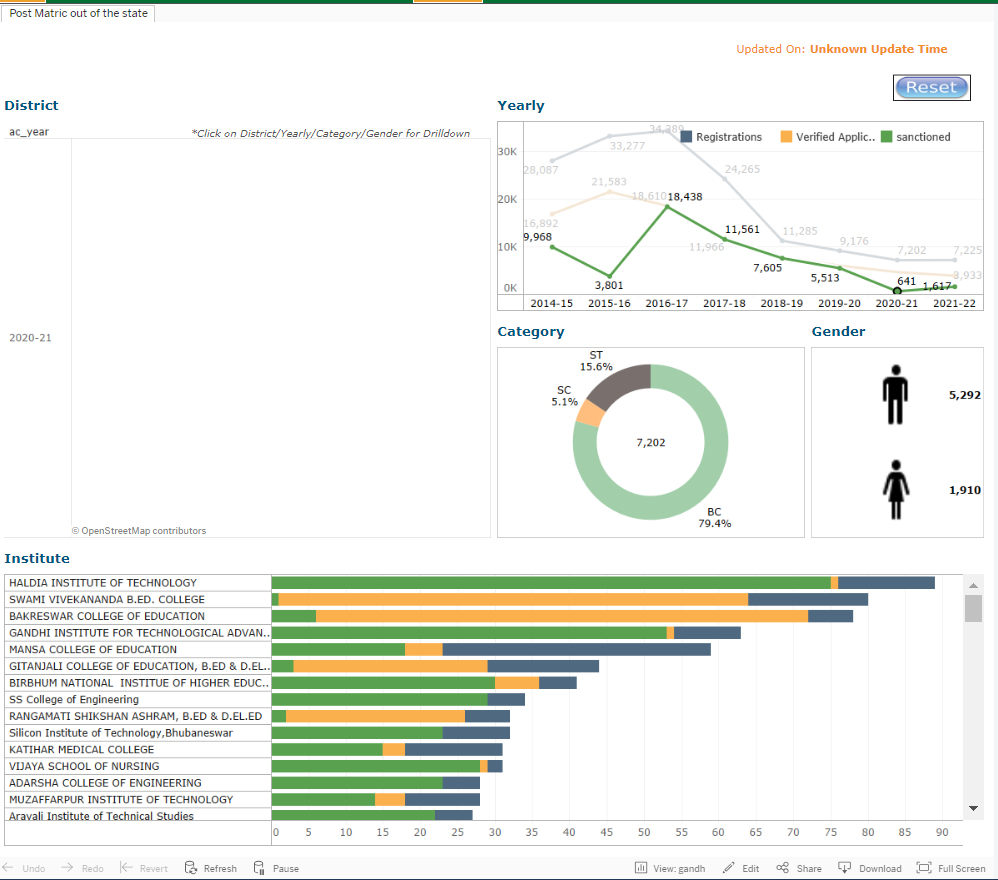 Post Matric out of the state
Updated On: Unknown Update Time
Reset
District
Yearly
ac_year
*Click on District/Yearly/Category/Gender for Drilldown
2020-21
© OpenStreetMap contributors
Registrations
Verified Applic..
sanctioned
30K
20K
10K
0K
28,087
33,277
34,389
24,265
11,285
9,176
7,202
7,225
16,892
21,583
18,610
11,966
3,933
9,968
3,801
18,438
11,561
7,605
5,513
641
1,617
2014-15 2015-16 2016-17 2017-18 2018-19 2019-20 2020-21 2021-22
Category
ST
15.6%
SC
5.1%
7,202
BC
79.4%
Gender
5,292
1,910
Institute
HALDIA INSTITUTE OF TECHNOLOGY
SWAMI VIVEKANANDA B.ED. COLLEGE
BAKRESWAR COLLEGE OF EDUCATION
GANDHI INSTITUTE FOR TECHNOLOGICAL ADVAN..
MANSA COLLEGE OF EDUCATION
GITANJALI COLLEGE OF EDUCATION, B.ED & D.EL..
BIRBHUM NATIONAL INSTITUE OF HIGHER EDUC..
SS College of Engineering
RANGAMATI SHIKSHAN ASHRAM, B.ED & D.EL.ED
Silicon Institute of Technology,Bhubaneswar
KATIHAR MEDICAL COLLEGE
VIJAYA SCHOOL OF NURSING
ADARSHA COLLEGE OF ENGINEERING
MUZAFFARPUR INSTITUTE OF TECHNOLOGY
Aravali Institute of Technical Studies
0 5 10 15 20 25 30 35 40 45 50 55 60 65 70 75 80 85 90
Undo Redo Revert Refresh Pause View: gandh Edit Share Download Full Screen